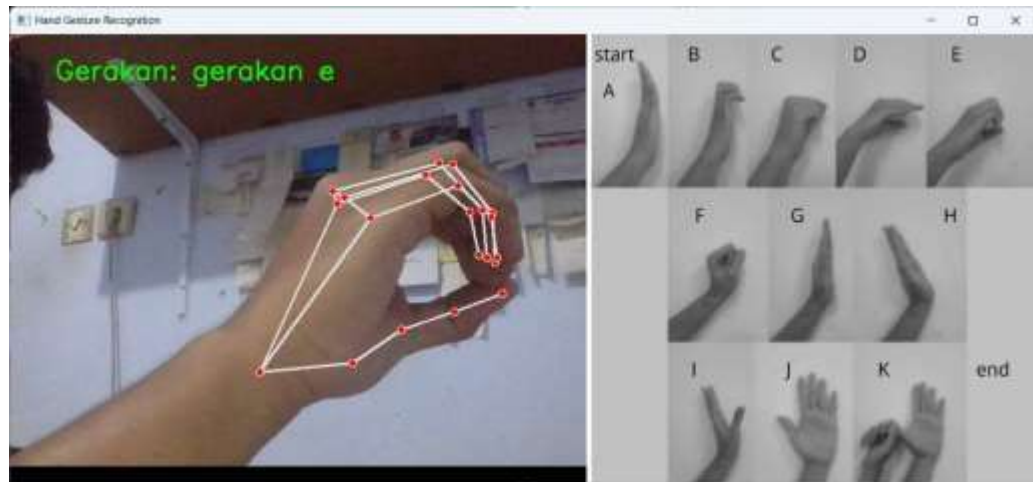 Hand Gesture Recognition
Gerakan: gerakan e
start
A
B
C
D
E
F
G
H
I
J
K
end